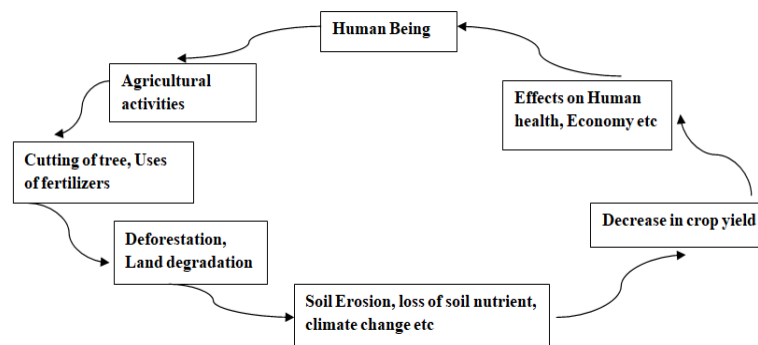 Human Being
Agricultural
activities
Cutting of tree, Uses
of fertilizers
Deforestation,
Land degradation
Soil Erosion, loss of soil nutrient,
climate change etc
Decrease in crop yield
Effects on Human
health, Economy etc